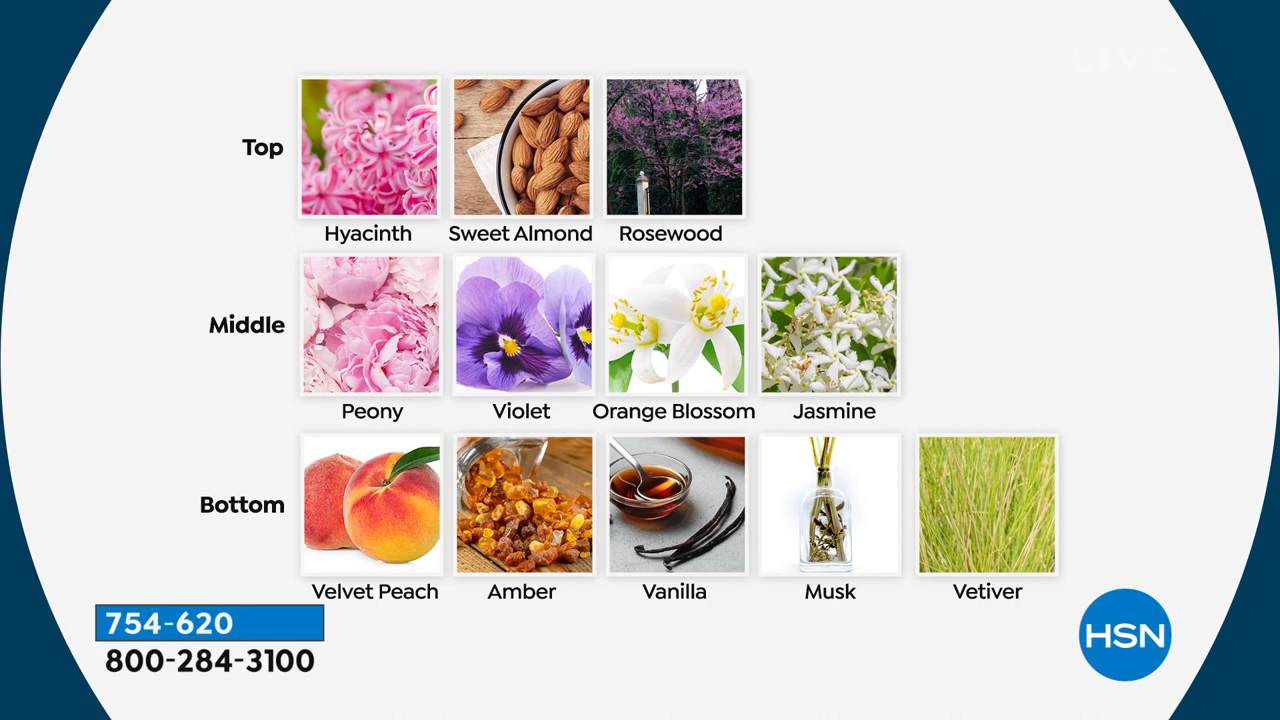 LIVE
Top
Hyacinth Sweet Almond Rosewood
Middle
Peony Violet Orange Blossom Jasmine
Bottom
Velvet Peach Amber Vanilla Musk Vetiver
754-620
800-284-3100
HSN